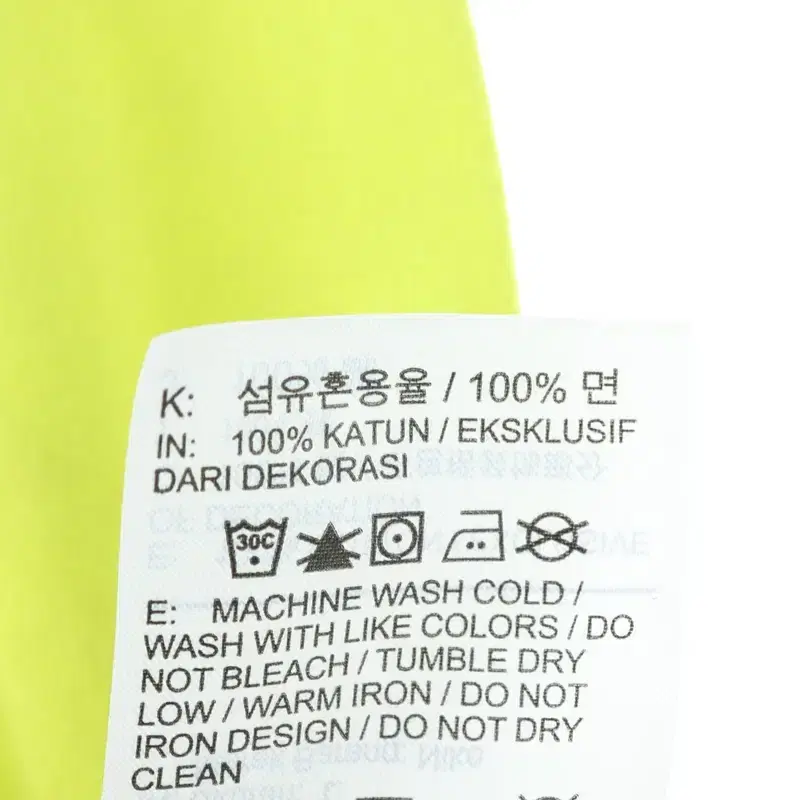 K: 섬유혼용율 / 100% 면
IN: 100% KATUN / EKSKLUSIF
DARI DEKORASI
30C
E: MACHINE WASH COLD /
WASH WITH LIKE COLORS / DO
NOT BLEACH / TUMBLE DRY
LOW / WARM IRON / DO NOT
IRON DESIGN / DO NOT DRY
CLEAN